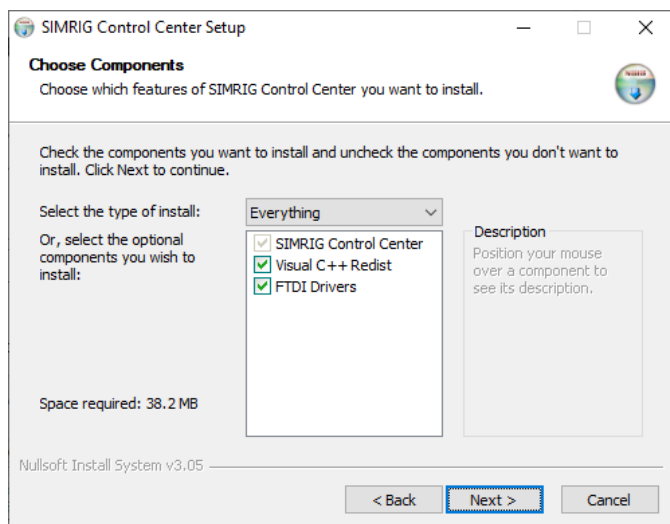 SIMRIG Control Center Setup
Choose Components
Choose which features of SIMRIG Control Center you want to install.
Check the components you want to install and uncheck the components you don't want to
install. Click Next to continue.
Select the type of install:
Everything
Or, select the optional
components you wish to
install:
SIMRIG Control Center
Visual C++ Redist
FTDI Drivers
Description
Position your mouse
over a component to
see its description.
Space required: 38.2 MB
Nullsoft Install System v3.05
< Back
Next >
Cancel